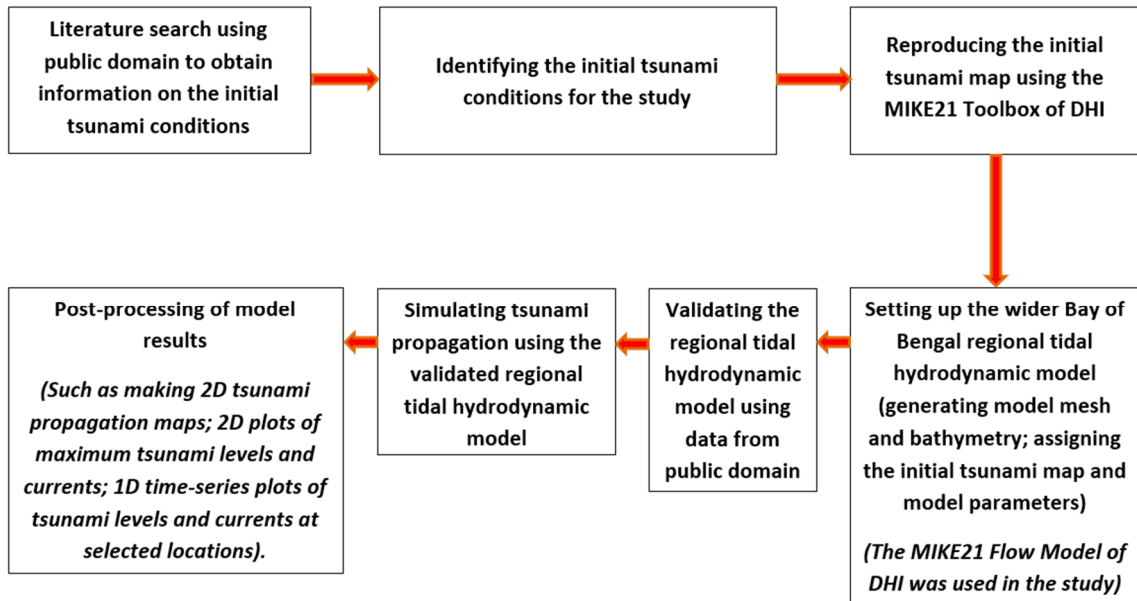 Literature search using
public domain to obtain
information on the initial
tsunami conditions
Identifying the initial tsunami
conditions for the study
Reproducing the initial
tsunami map using the
MIKE21 Toolbox of DHI
Setting up the wider Bay of
Bengal regional tidal
hydrodynamic model
(generating model mesh
and bathymetry; assigning
the initial tsunami map and
model parameters)
(The MIKE21 Flow Model of
DHI was used in the study)
Validating the
regional tidal
hydrodynamic
model using
data from
public domain
Simulating tsunami
propagation using the
validated regional
tidal hydrodynamic
model
Post-processing of model
results
(Such as making 2D tsunami
propagation maps; 2D plots of
maximum tsunami levels and
currents; 1D time-series plots of
tsunami levels and currents at
selected locations).